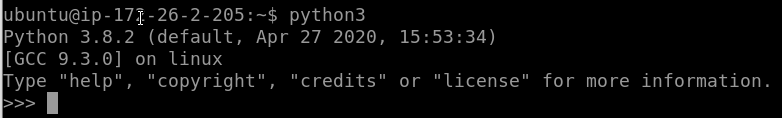 ubuntu@ip-172-26-2-205:~$ python3
Python 3.8.2 (default, Apr 27 2020, 15:53:34)
[GCC 9.3.0] on linux
Type "help", "copyright", "credits" or "license" for more information.
>>>